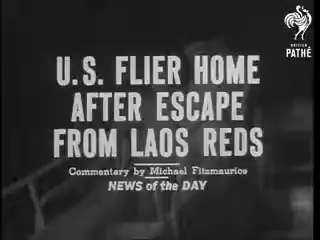 BRITISH
PATHÉ
U.S. FLIER HOME
AFTER ESCAPE
FROM LAOS REDS
Commentary by Michael Fitzmaurice
NEWS of the DAY